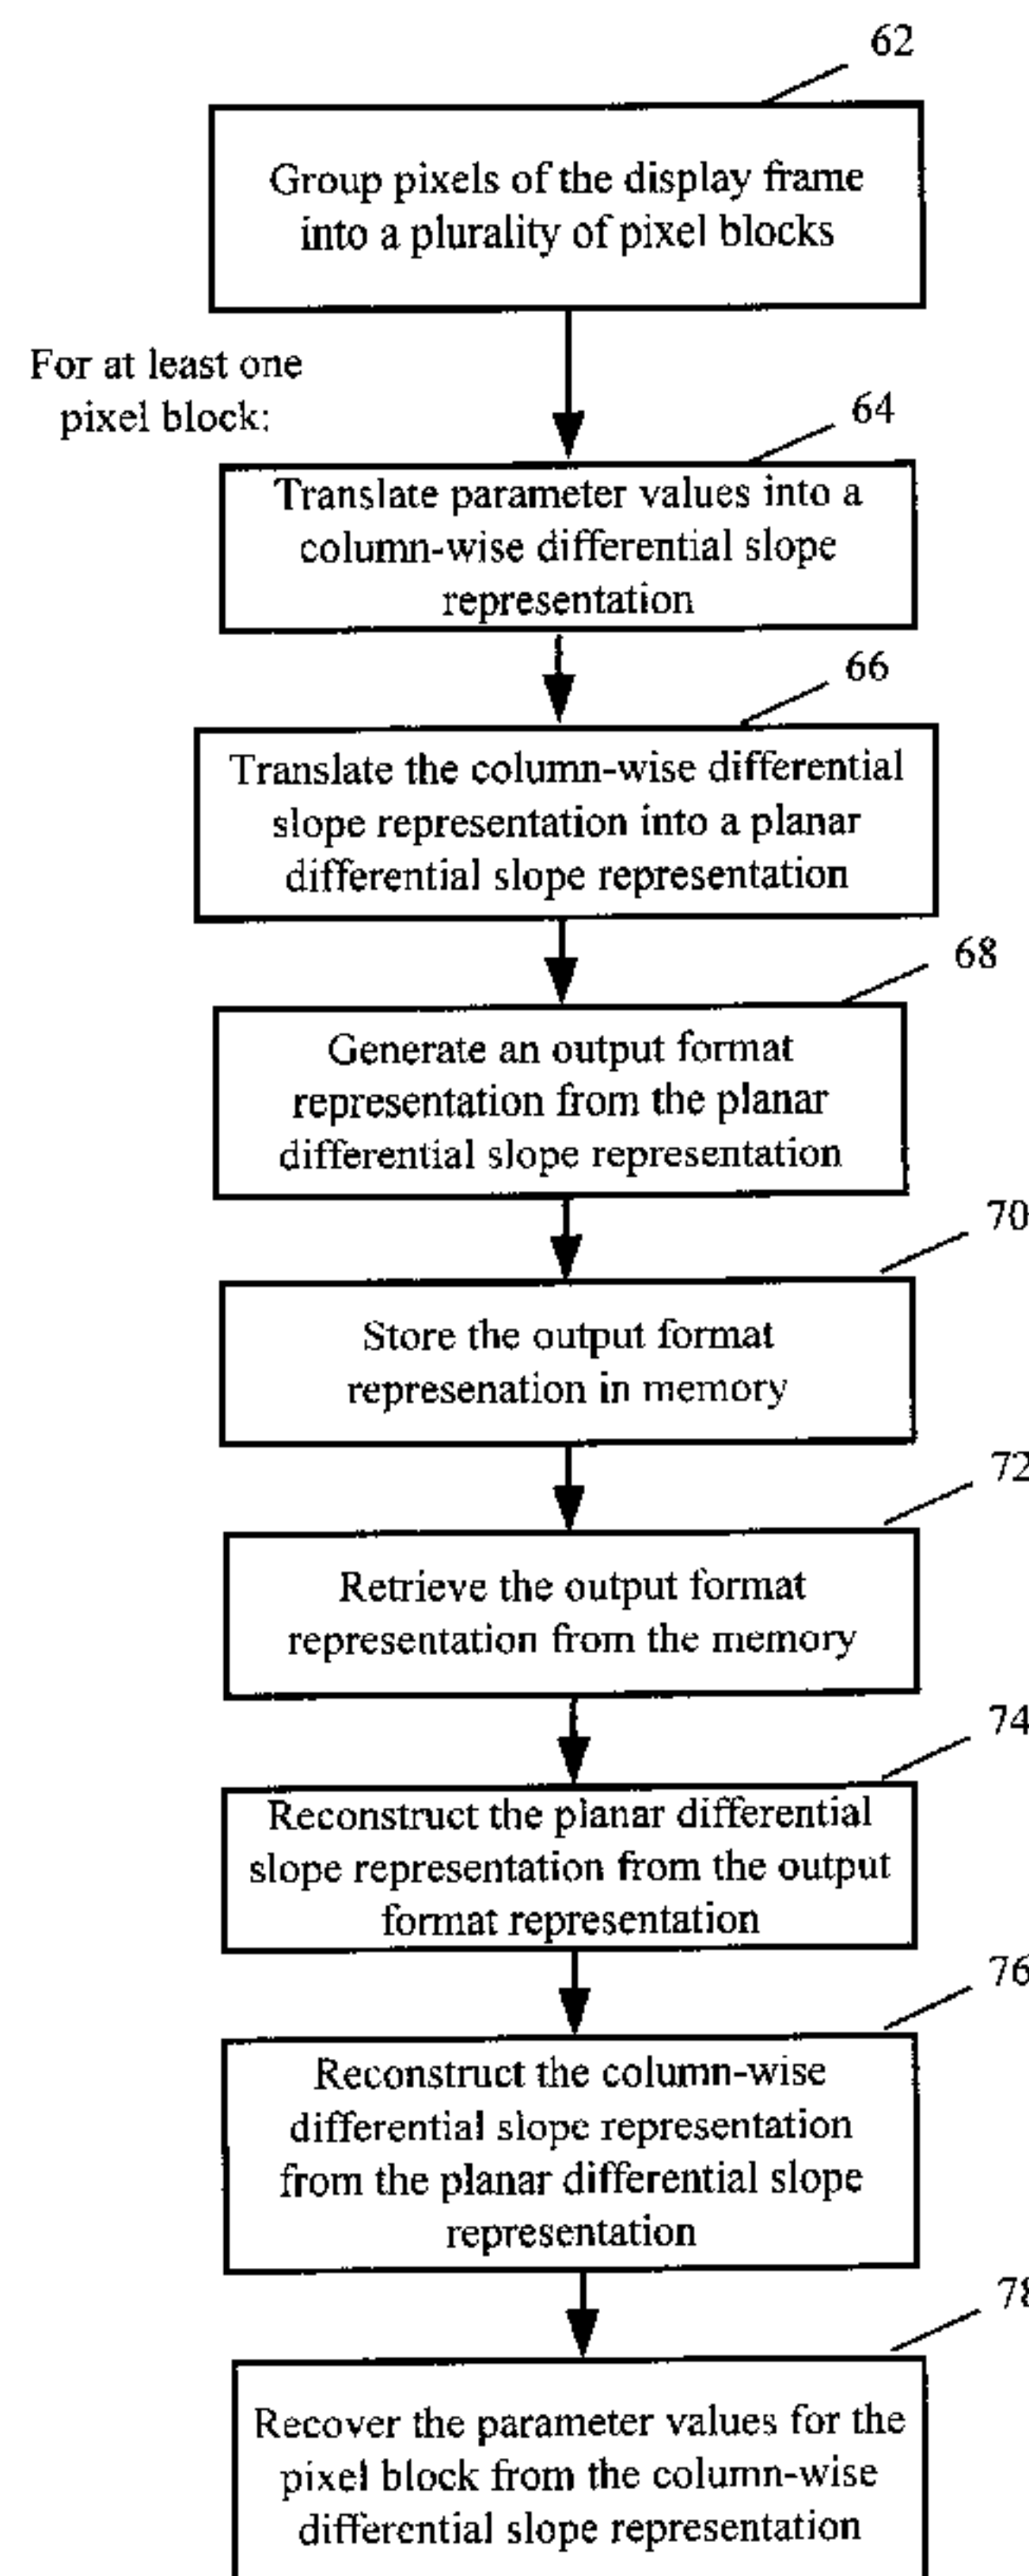 62
Group pixels of the display frame
into a plurality of pixel blocks
For at least one
pixel block:
64
Translate parameter values into a
column-wise differential slope
representation
66
Translate the column-wise differential
slope representation into a planar
differential slope representation
68
Generate an output format
representation from the planar
differential slope representation
70
Store the output format
represenation in memory
72
Retrieve the output format
representation from the memory
74
Reconstruct the planar differential
slope representation from the output
format representation
76
Reconstruct the column-wise
differential slope representation
from the planar differential slope
representation
78
Recover the parameter values for the
pixel block from the column-wise
differential slope representation